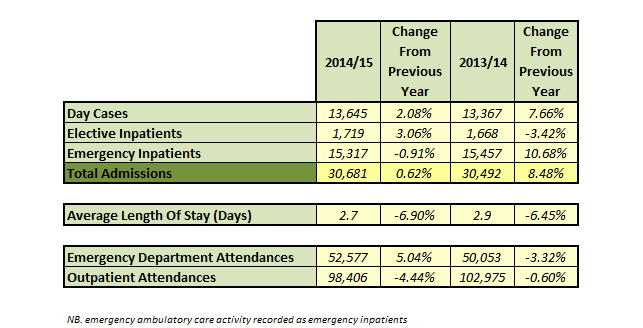 2014/15 Change From Previous Year 2013/14 Change From Previous Year
Day Cases 13,645 2.08% 13,367 7.66%
Elective Inpatients 1,719 3.06% 1,668 -3.42%
Emergency Inpatients 15,317 -0.91% 15,457 10.68%
Total Admissions 30,681 0.62% 30,492 8.48%
Average Length Of Stay (Days) 2.7 -6.90% 2.9 -6.45%
Emergency Department Attendances 52,577 5.04% 50,053 -3.32%
Outpatient Attendances 98,406 -4.44% 102,975 -0.60%
NB. emergency ambulatory care activity recorded as emergency inpatients